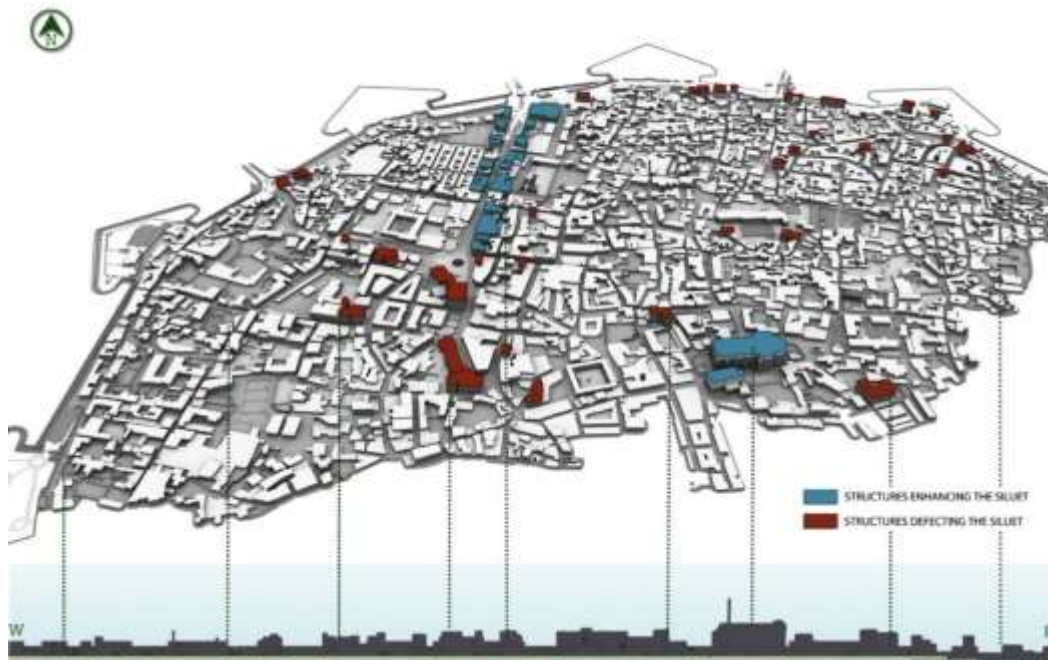 N
STRUCTURES ENHANCING THE SILUET
STRUCTURES DEFECTING THE SILUET
W